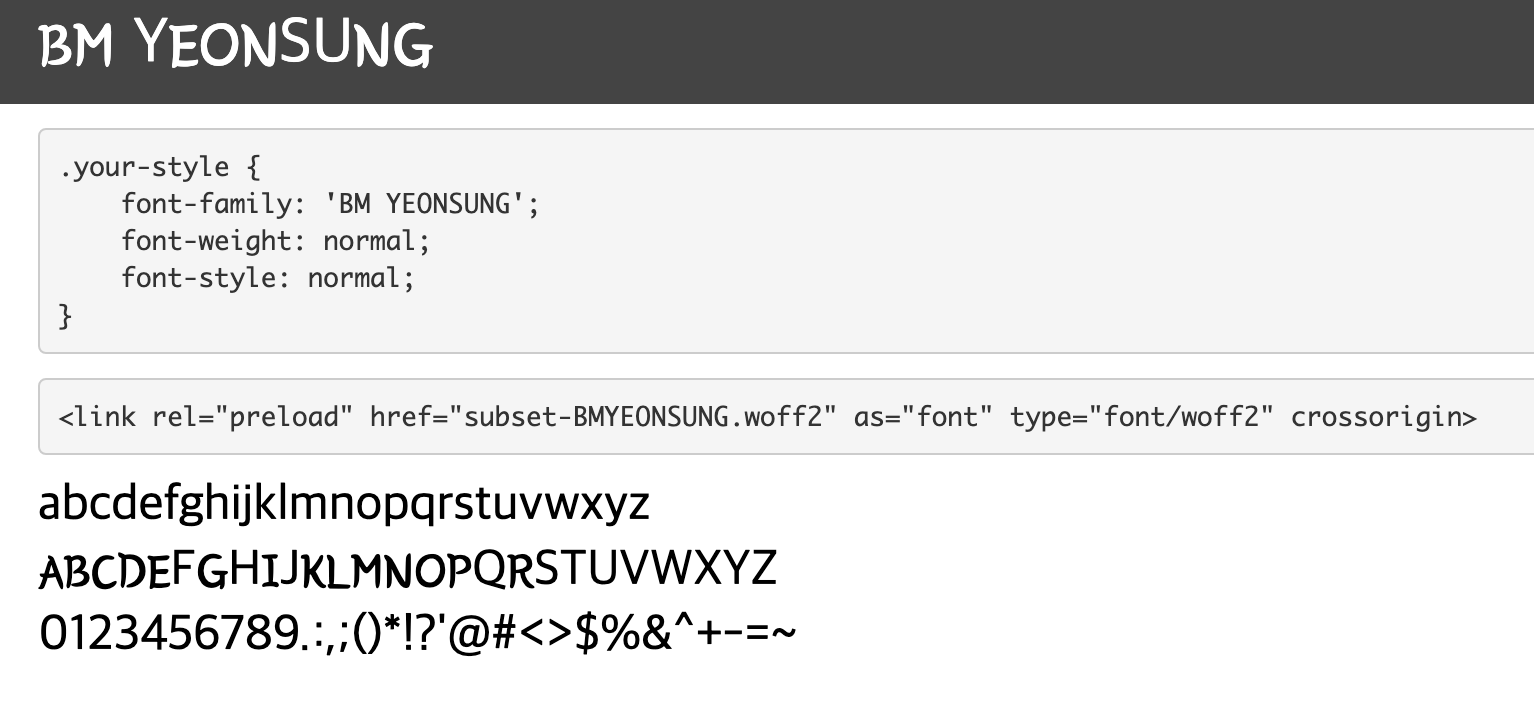 BM YEONSUNG
.your-style {
    font-family: 'BM YEONSUNG';
    font-weight: normal;
    font-style: normal;
}
<link rel="preload" href="subset-BMYEONSUNG.woff2" as="font" type="font/woff2" crossorigin>
abcdefghijklmnopqrstuvwxyz
ABCDEFGHIJKLMNOPQRSTUVWXYZ
0123456789.:,;()*!?'@#<>$%&^+-=~